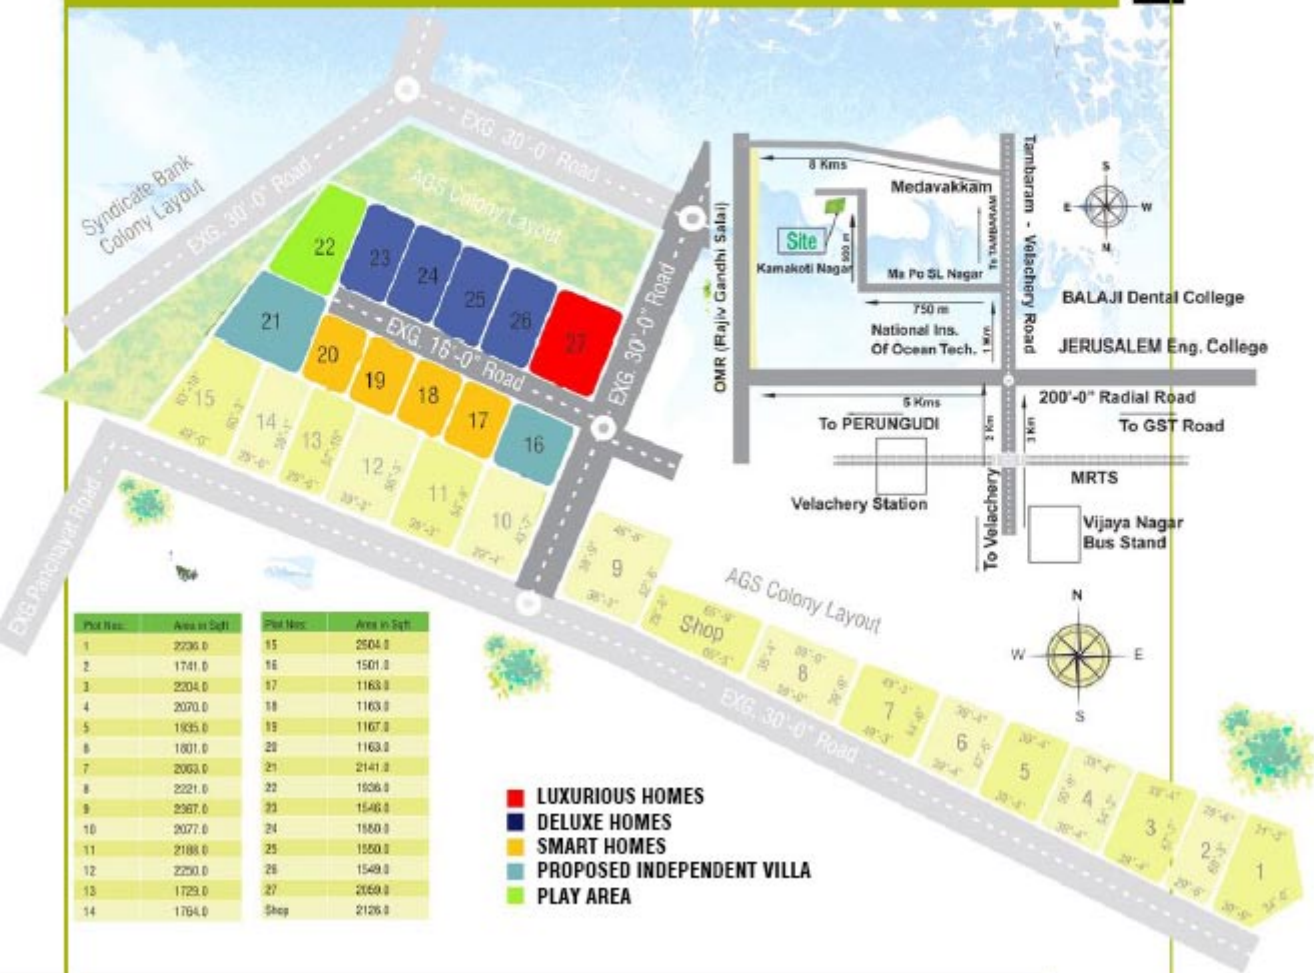 EXG. 30'-0" Road
Syndicate Bank
Colony Layout
EXG. 30'-0" Road
AGS Colony Layout
22
23
24
25
26
27
21
EXG. 16'-0" Road
EXG. 30'-0" Road
20
19
18
17
16
15
49'-0"
14
13
12
11
10
EXG.Panchayat Road
9
AGS Colony Layout
Shop
8
7
6
5
4
3
2
1
EXG. 30'-0" Road
OMR (Rajiv Gandhi Salai)
8 Kms
Medavakkam
Site
Kamakoti Nagar
500 m
To TAMBARAM
Ma Po SL Nagar
750 m
1 Km
National Ins.
Of Ocean Tech.
Tambaram - Velachery Road
S
E
W
N
BALAJI Dental College
JERUSALEM Eng. College
5 Kms
200'-0" Radial Road
To PERUNGUDI
To GST Road
2 Km
3 Km
MRTS
Velachery Station
To Velachery
Vijaya Nagar
Bus Stand
N
W
E
S
Plot Nos: Area in Sqft
1 2236.0
2 1741.0
3 2204.0
4 2070.0
5 1935.0
6 1801.0
7 2063.0
8 2221.0
9 2367.0
10 2077.0
11 2188.0
12 2250.0
13 1729.0
14 1764.0
Plot Nos: Area in Sqft
15 2504.0
16 1501.0
17 1163.0
18 1163.0
19 1167.0
20 1163.0
21 2141.0
22 1936.0
23 1546.0
24 1550.0
25 1550.0
26 1549.0
27 2059.0
Shop 2126.0
LUXURIOUS HOMES
DELUXE HOMES
SMART HOMES
PROPOSED INDEPENDENT VILLA
PLAY AREA